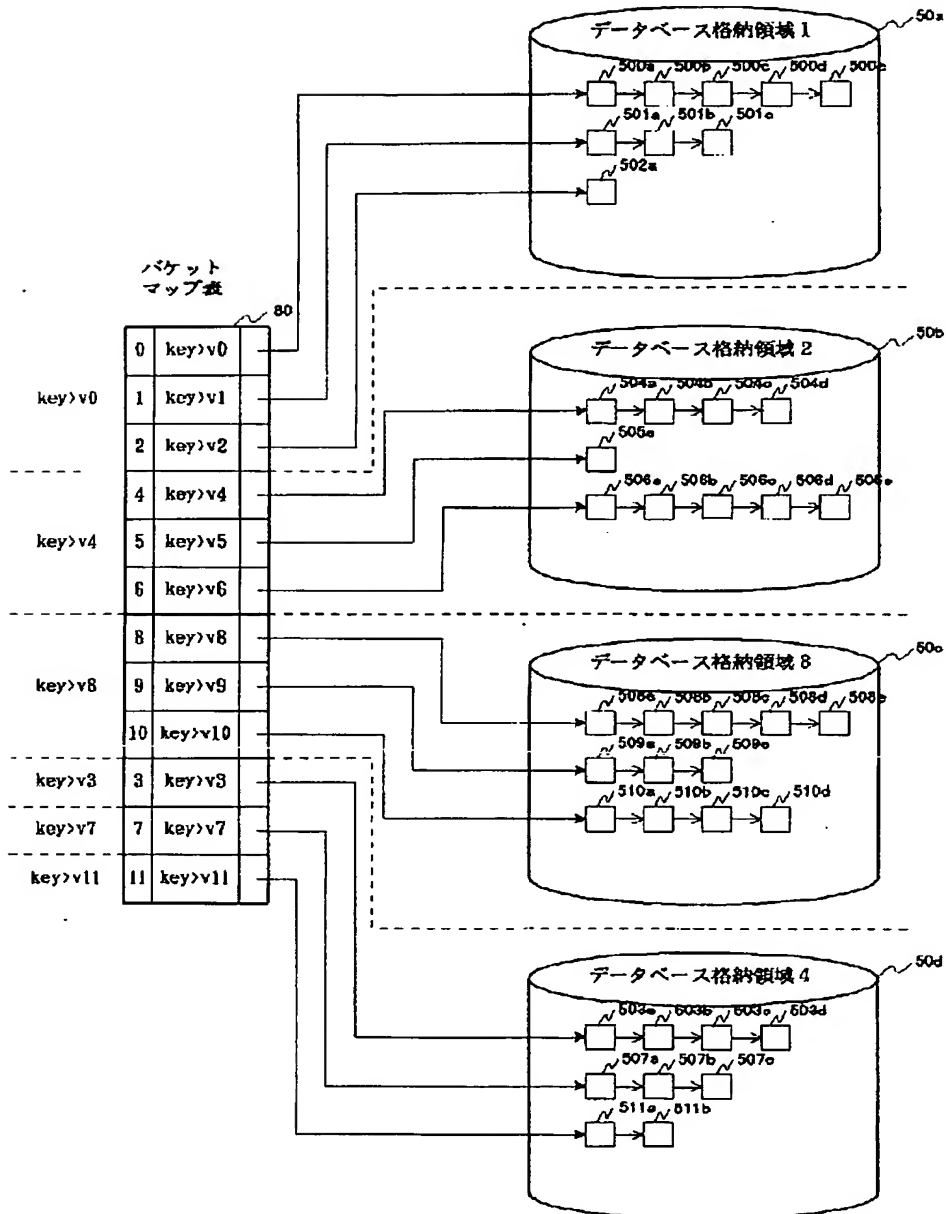 データベース格納領域1
50a
500a 500b 500c 500d 500e
501a 501b 501c
502a
バケット
マップ表
80
0 key>v0
key>v0
1 key>v1
2 key>v2
4 key>v4
key>v4
5 key>v5
6 key>v6
8 key>v8
key>v8
9 key>v9
10 key>v10
key>v3
3 key>v3
key>v7
7 key>v7
key>v11
11 key>v11
データベース格納領域2
50b
504a 504b 504c 504d
505a
506a 506b 506c 506d 506e
データベース格納領域3
50c
508a 508b 508c 508d 508e
509a 509b 509c
510a 510b 510c 510d
データベース格納領域4
50d
503a 503b 503c 503d
507a 507b 507c
511a 511b